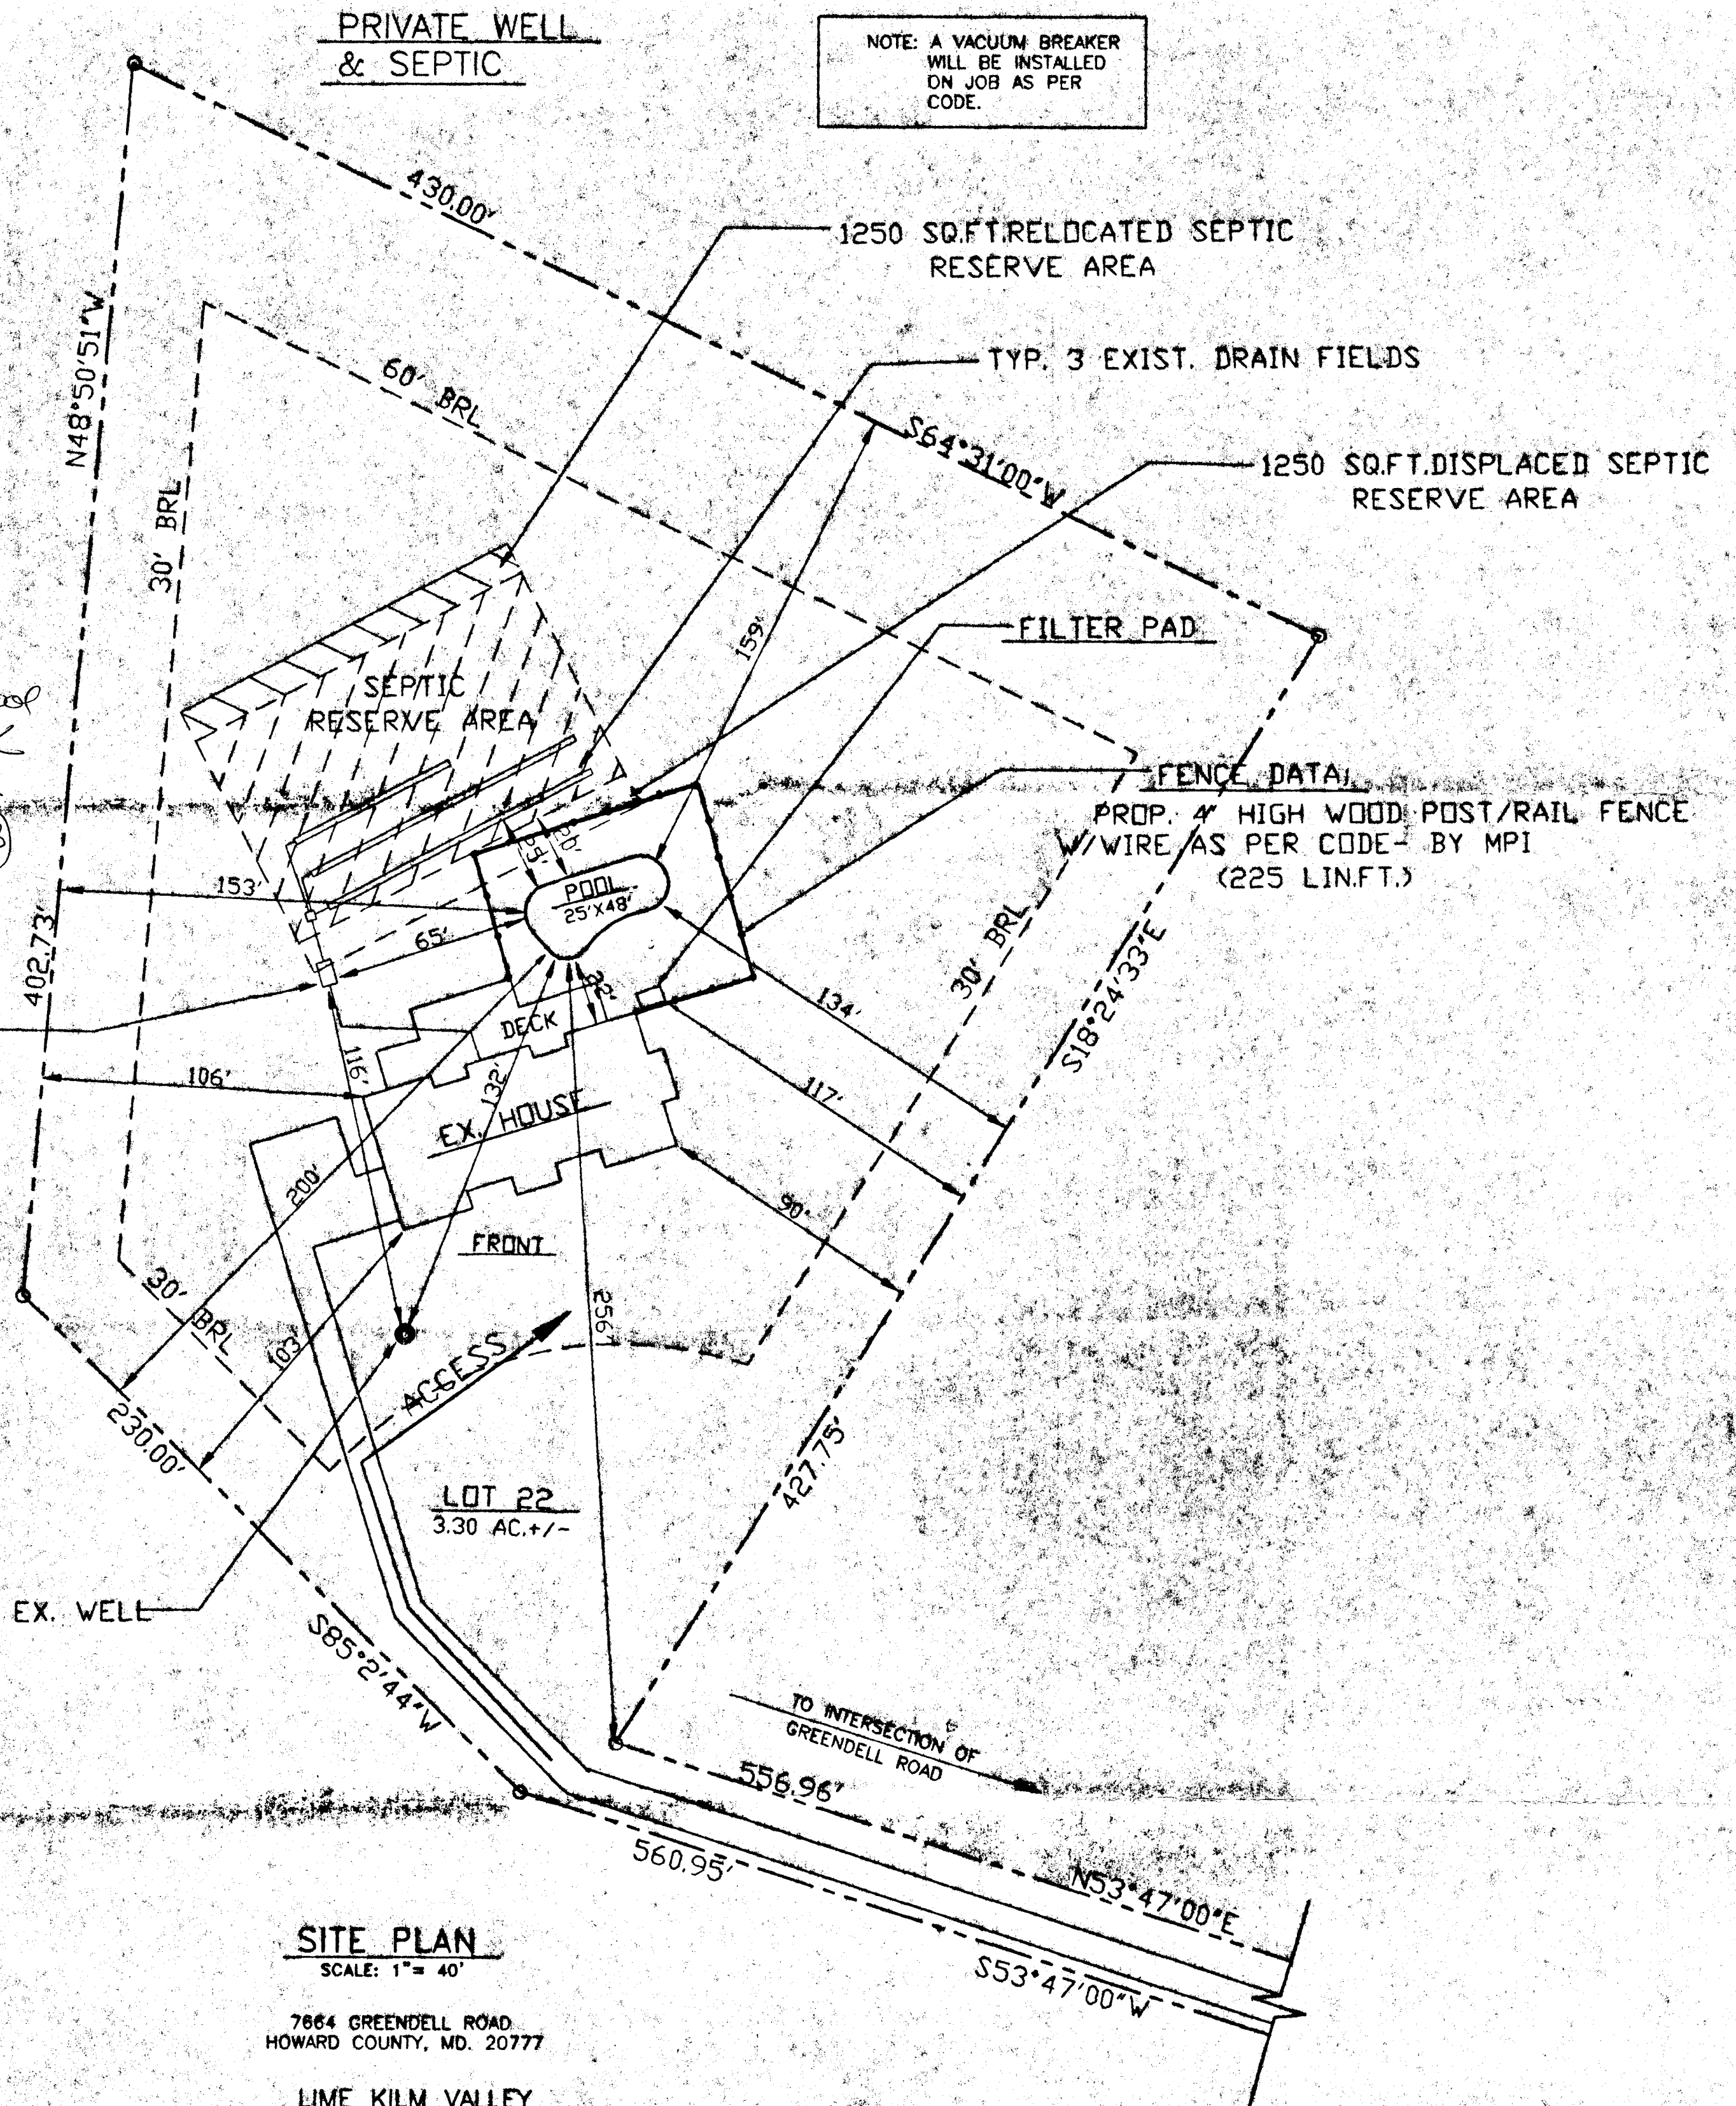 PRIVATE WELL
& SEPTIC
NOTE: A VACUUM BREAKER
WILL BE INSTALLED
ON JOB AS PER
CODE.
430.00'
1250 SQ.FT.RELOCATED SEPTIC
RESERVE AREA
N48°50'51"W
60' BRL
TYP. 3 EXIST. DRAIN FIELDS
S64°31'00"W
1250 SQ.FT.DISPLACED SEPTIC
RESERVE AREA
30' BRL
159'
FILTER PAD
SEPTIC
RESERVE AREA
FENCE DATA:
PROP. 4' HIGH WOOD POST/RAIL FENCE
W/WIRE AS PER CODE- BY MPI
(225 LIN.FT.)
20'
25'
POOL
25'X48'
153'
65'
402.73'
30' BRL
S18°24'33"E
22'
134'
DECK
116'
106'
132'
117'
EX. HOUSE
200'
90'
FRONT
256'
30' BRL
103'
ACCESS
230.00'
427.75'
LOT 22
3.30 AC.+/-
EX. WELL
S85°2'44"W
TO INTERSECTION OF
GREENDELL ROAD
556.96'
560.95'
N53°47'00"E
S53°47'00"W
SITE PLAN
SCALE: 1"= 40'
7664 GREENDELL ROAD
HOWARD COUNTY, MD. 20777
LIME KILM VALLEY